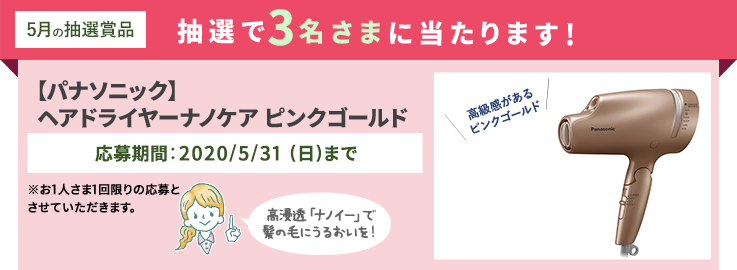 5月の抽選賞品
抽選で3名さまに当たります!
【パナソニック】
ヘアドライヤーナノケア ピンクゴールド
応募期間:2020/5/31 (日)まで
※お1人さま1回限りの応募と
させていただきます。
高浸透「ナノイー」で
髪の毛にうるおいを!
高級感がある
ピンクゴールド
Panasonic